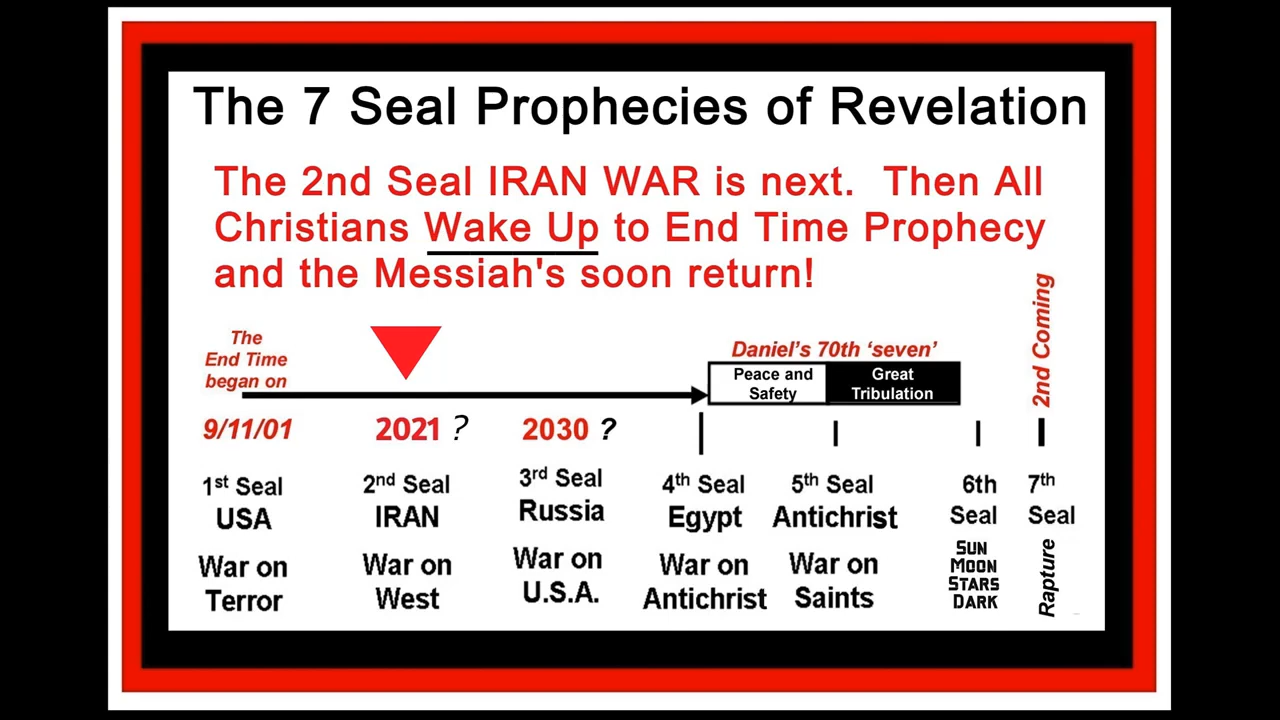 The 7 Seal Prophecies of Revelation
The 2nd Seal IRAN WAR is next. Then All
Christians Wake Up to End Time Prophecy
and the Messiah's soon return!
The
End Time
began on
Daniel's 70th 'seven'
Peace and
Safety
Great
Tribulation
2nd Coming
9/11/01
2021 ?
2030 ?
1st Seal
USA
War on
Terror
2nd Seal
IRAN
War on
West
3rd Seal
Russia
War on
U.S.A.
4th Seal
Egypt
War on
Antichrist
5th Seal
Antichrist
War on
Saints
6th
Seal
SUN
MOON
STARS
DARK
7th
Seal
Rapture